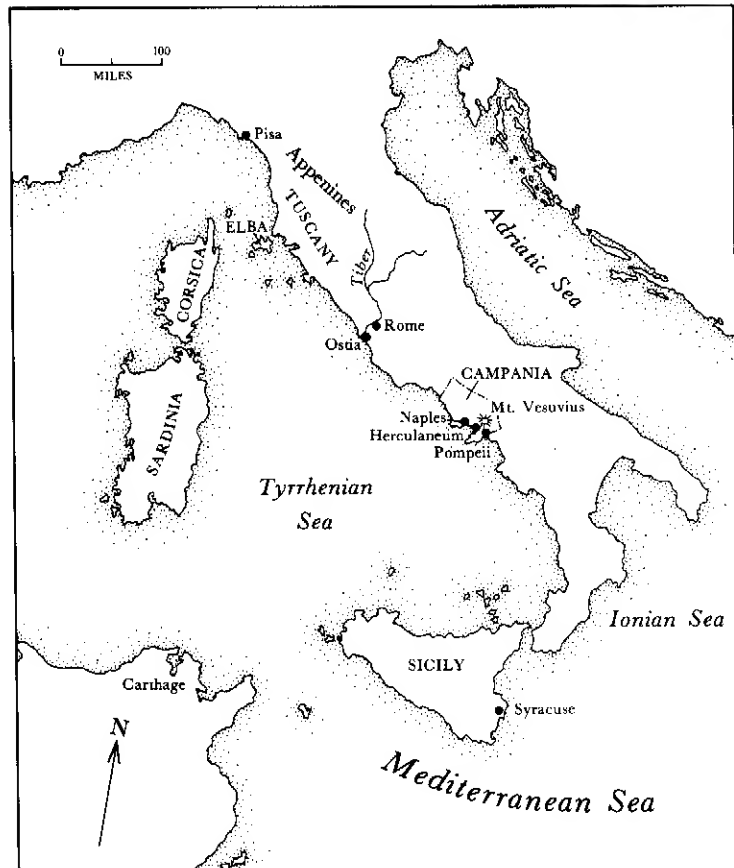 0 100
MILES
Pisa
Appenines
TUSCANY
ELBA
CORSICA
Tiber
Adriatic Sea
Rome
Ostia
SARDINIA
CAMPANIA
Mt. Vesuvius
Naples
Herculaneum
Pompeii
Tyrrhenian
Sea
Ionian Sea
SICILY
Carthage
Syracuse
N
Mediterranean Sea